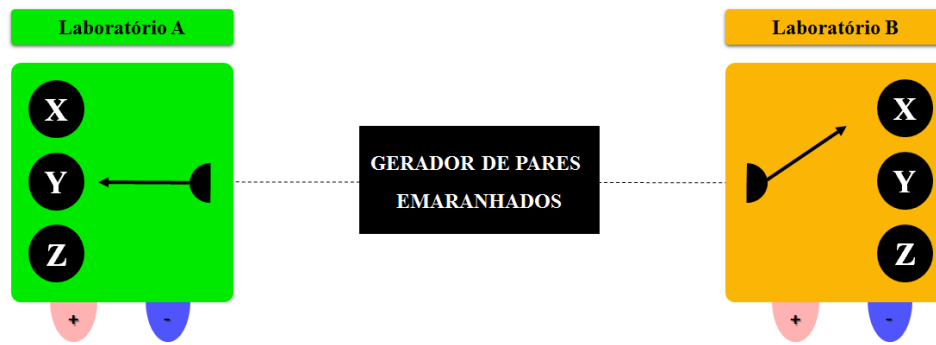 Laboratório A
Laboratório B
X
Y
Z
+
-
GERADOR DE PARES
EMARANHADOS
X
Y
Z
+
-